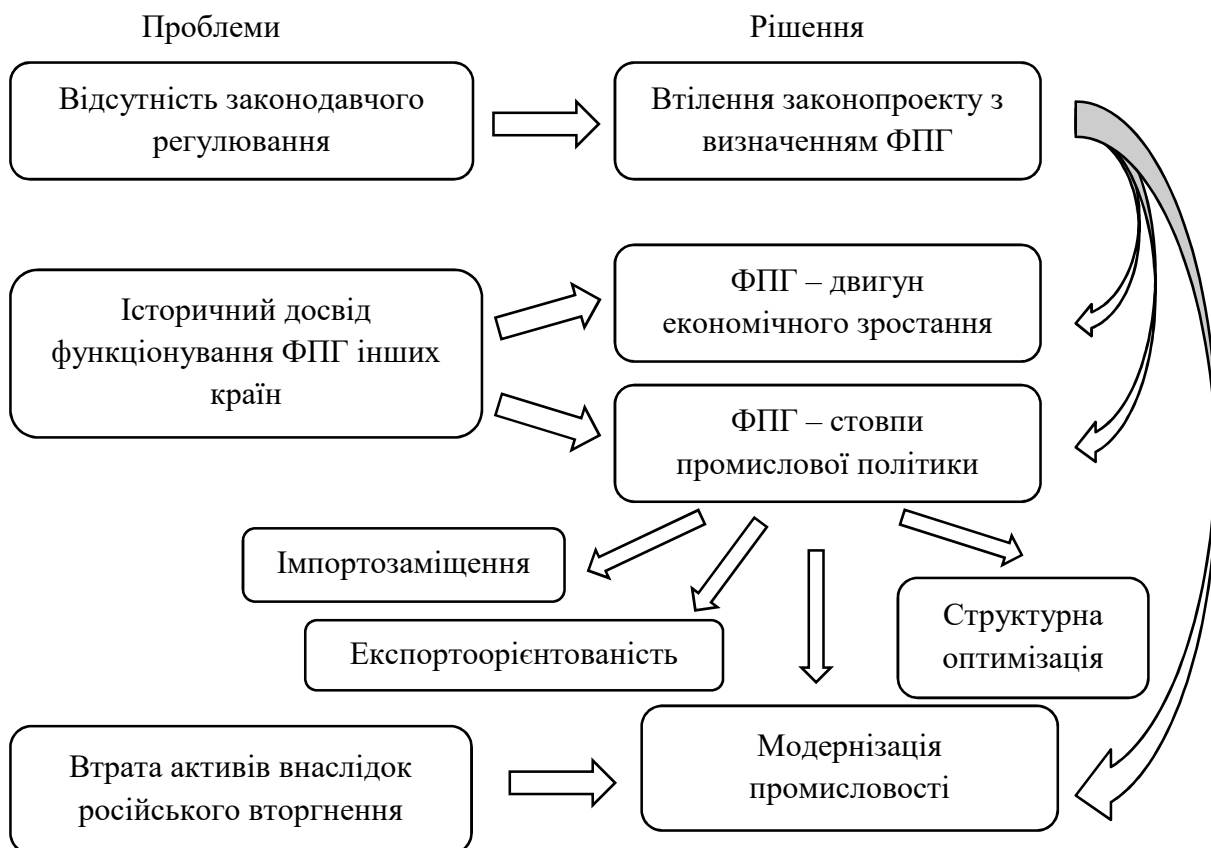 Проблеми
Рішення
Відсутність законодавчого
регулювання
Втілення законопроекту з
визначенням ФПГ
Історичний досвід
функціонування ФПГ інших
країн
ФПГ – двигун
економічного зростання
ФПГ – стовпи
промислової політики
Імпортозаміщення
Експортоорієнтованість
Структурна
оптимізація
Втрата активів внаслідок
російського вторгнення
Модернізація
промисловості